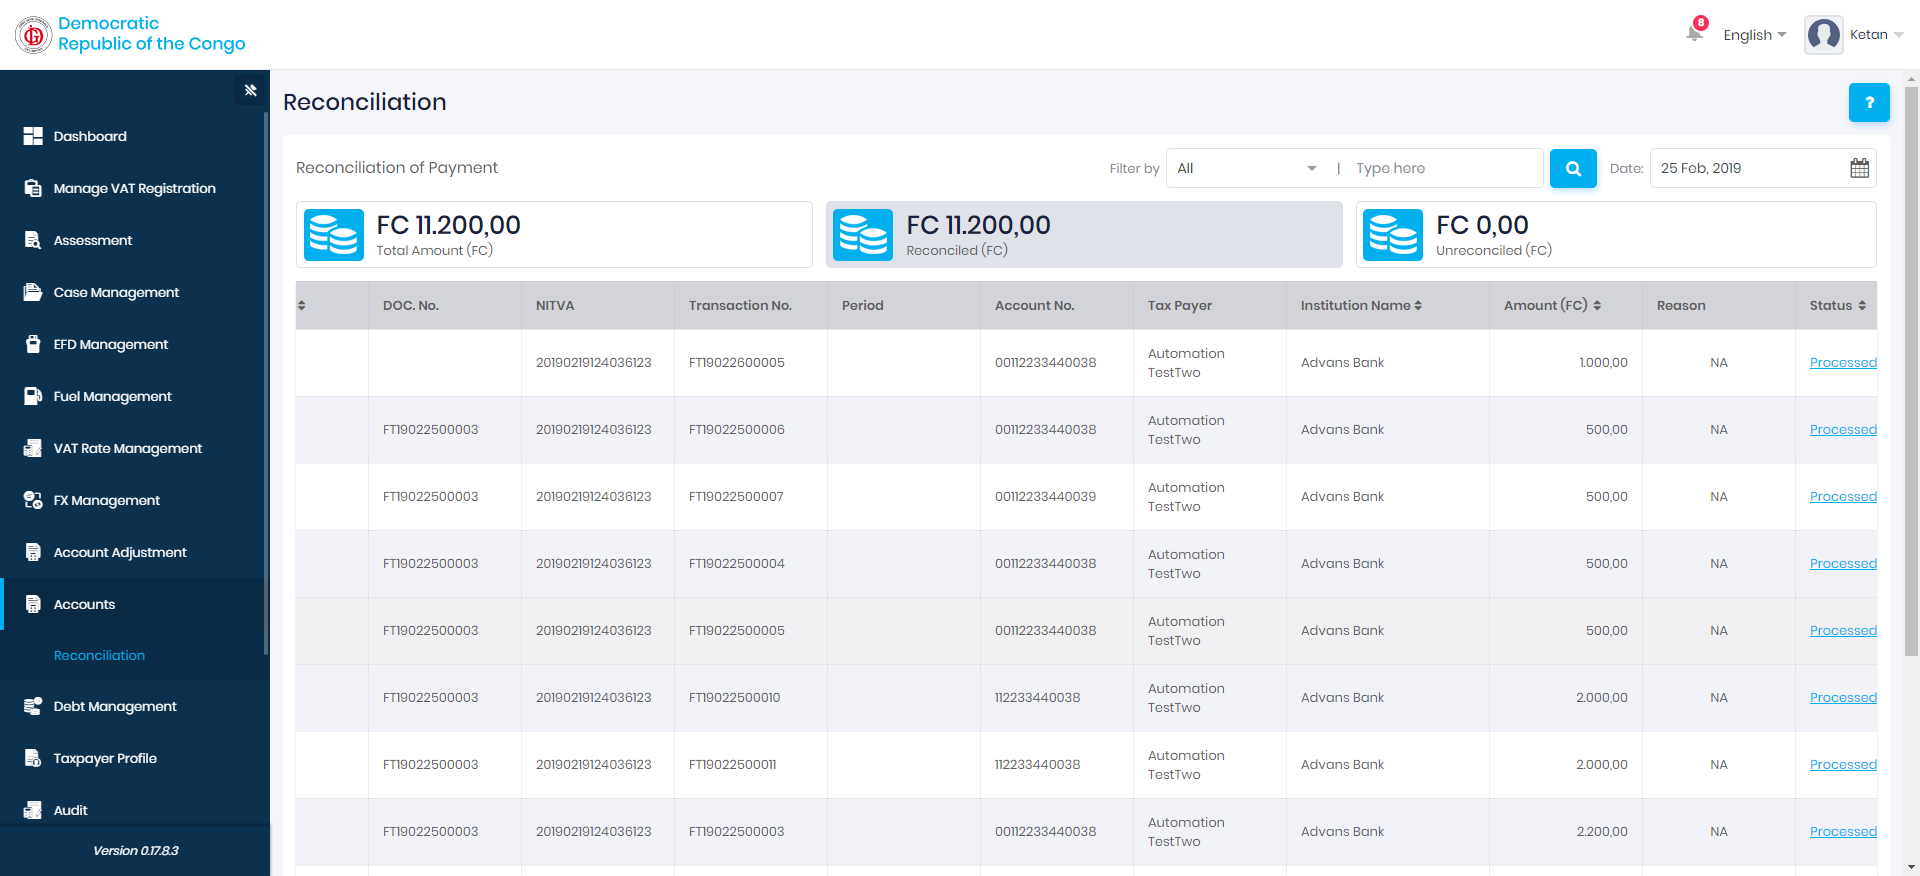 Democratic
Republic of the Congo
8
English
Ketan
Dashboard
Manage VAT Registration
Assessment
Case Management
EFD Management
Fuel Management
VAT Rate Management
FX Management
Account Adjustment
Accounts
Reconciliation
Debt Management
Taxpayer Profile
Audit
Version 0.17.8.3
Reconciliation
?
Reconciliation of Payment
Filter by All | Type here Date: 25 Feb, 2019
FC 11.200,00
Total Amount (FC)
FC 11.200,00
Reconciled (FC)
FC 0,00
Unreconciled (FC)
DOC. No. NITVA Transaction No. Period Account No. Tax Payer Institution Name Amount (FC) Reason Status
20190219124036123 FT19022600005 00112233440038 Automation TestTwo Advans Bank 1.000,00 NA Processed
FT19022500003 20190219124036123 FT19022500006 00112233440038 Automation TestTwo Advans Bank 500,00 NA Processed
FT19022500003 20190219124036123 FT19022500007 00112233440039 Automation TestTwo Advans Bank 500,00 NA Processed
FT19022500003 20190219124036123 FT19022500004 00112233440038 Automation TestTwo Advans Bank 500,00 NA Processed
FT19022500003 20190219124036123 FT19022500005 00112233440038 Automation TestTwo Advans Bank 500,00 NA Processed
FT19022500003 20190219124036123 FT19022500010 112233440038 Automation TestTwo Advans Bank 2.000,00 NA Processed
FT19022500003 20190219124036123 FT19022500011 112233440038 Automation TestTwo Advans Bank 2.000,00 NA Processed
FT19022500003 20190219124036123 FT19022500003 00112233440038 Automation TestTwo Advans Bank 2.200,00 NA Processed